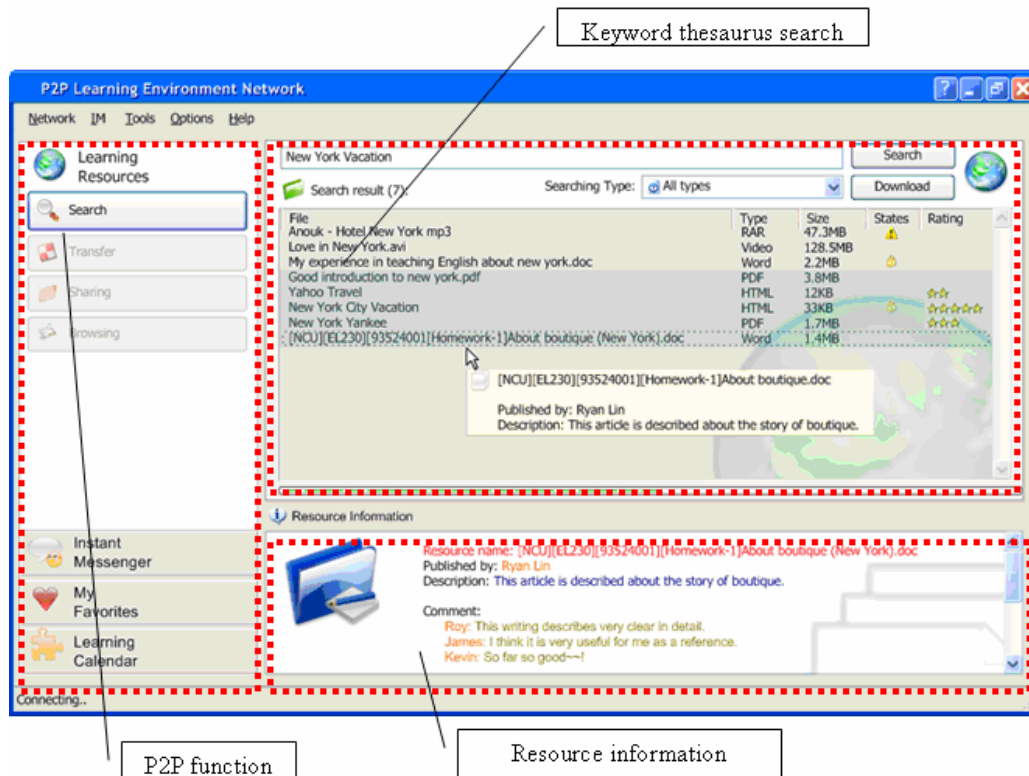 Keyword thesaurus search
P2P Learning Environment Network
Network IM Tools Options Help
Learning
Resources
Search
Transfer
Sharing
Browsing
Instant
Messenger
My
Favorites
Learning
Calendar
New York Vacation Search
Search result (7): Searching Type: All types Download
File Type Size States Rating
Anouk - Hotel New York mp3 RAR 47.3MB
Love in New York.avi Video 128.5MB
My experience in teaching English about new york.doc Word 2.2MB
Good introduction to new york.pdf PDF 3.8MB
Yahoo Travel HTML 12KB
New York City Vacation HTML 33KB
New York Yankee PDF 1.7MB
[NCU][EL230][93524001][Homework-1]About boutique (New York).doc Word 1.4MB
[NCU][EL230][93524001][Homework-1]About boutique.doc
Published by: Ryan Lin
Description: This article is described about the story of boutique.
Resource Information
Resource name: [NCU][EL230][93524001][Homework-1]About boutique (New York).doc
Published by: Ryan Lin
Description: This article is described about the story of boutique.
Comment:
Roy: This writing describes very clear in detail.
James: I think it is very useful for me as a reference.
Kevin: So far so good~~!
Connecting..
P2P function
Resource information